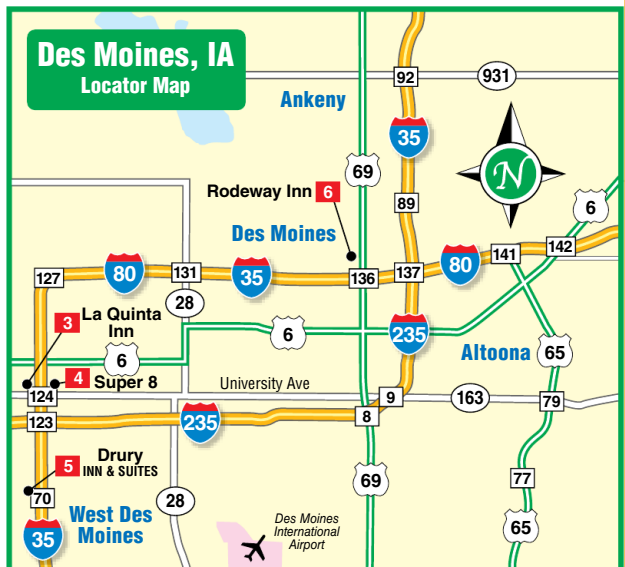 Des Moines, IA
Locator Map
92
931
Ankeny
35
69
N
Rodeway Inn 6
89
6
Des Moines
127
80
131
35
136
137
80
141
142
28
3
La Quinta
Inn
6
235
6
Altoona
65
4 Super 8
University Ave
124
9
163
79
123
235
8
Drury
5 INN & SUITES
69
77
70
28
West Des
Moines
Des Moines
International
Airport
65
35